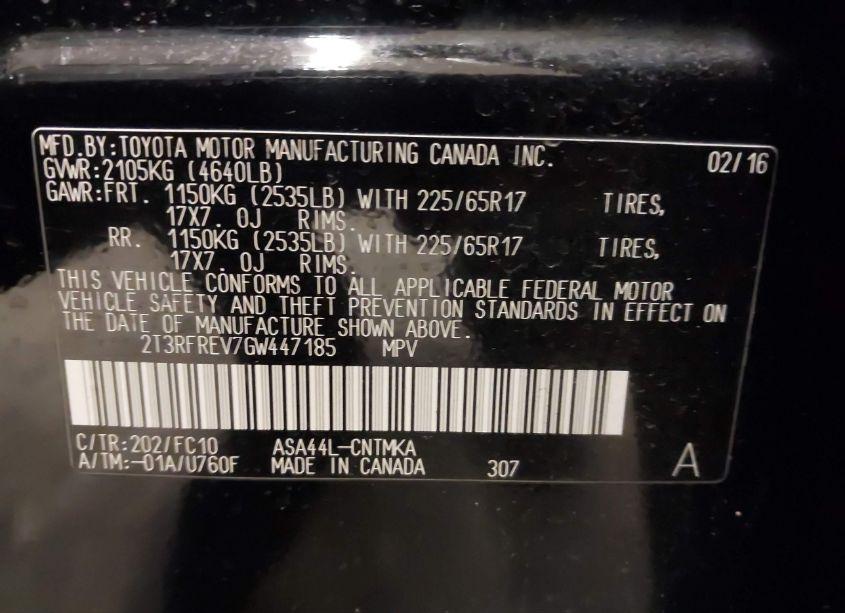 MFD.BY:TOYOTA MOTOR MANUFACTURING CANADA INC. 02/16
GVWR:2105KG (4640LB)
GAWR:FRT. 1150KG (2535LB) WITH 225/65R17 TIRES,
17X7. 0J RIMS.
RR. 1150KG (2535LB) WITH 225/65R17 TIRES,
17X7. 0J RIMS.
THIS VEHICLE CONFORMS TO ALL APPLICABLE FEDERAL MOTOR
VEHICLE SAFETY AND THEFT PREVENTION STANDARDS IN EFFECT ON
THE DATE OF MANUFACTURE SHOWN ABOVE.
2T3RFREV7GW447185 MPV
C/TR:202/FC10 ASA44L-CNTMKA
A/TM:-01A/U760F MADE IN CANADA 307 A